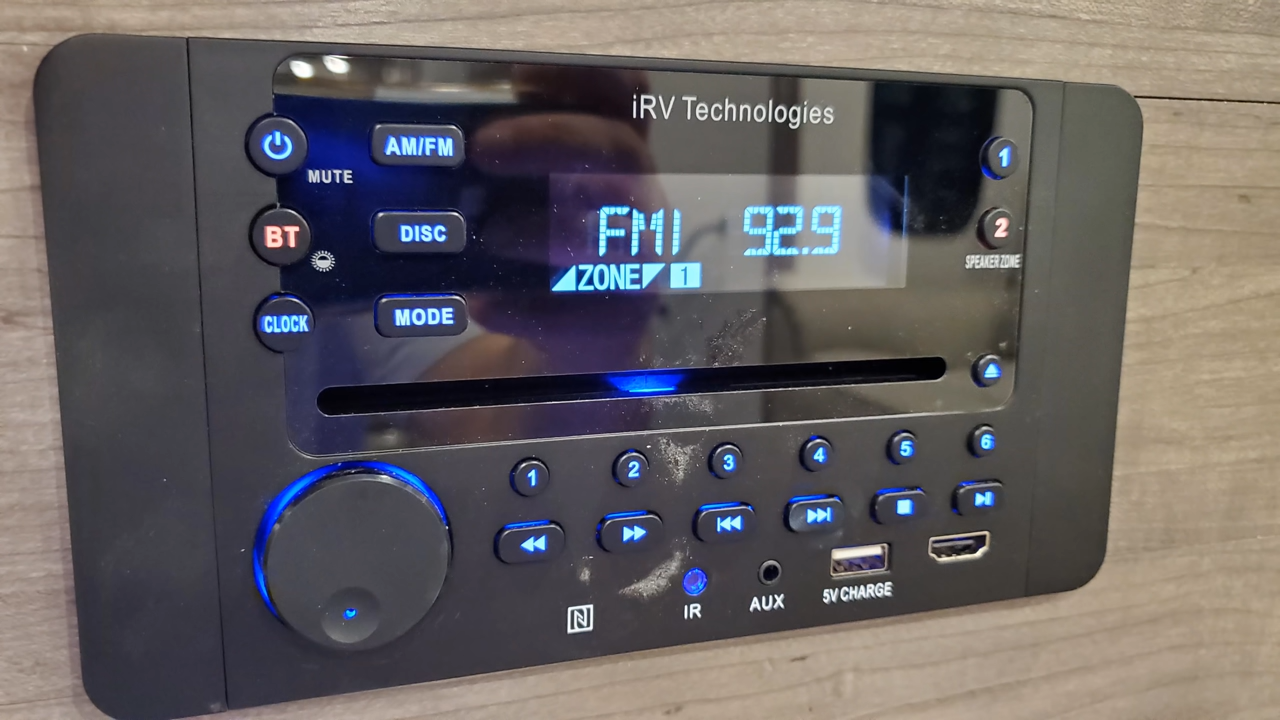 iRV Technologies
AM/FM
1
MUTE
BT
DISC
FM1 92.9
2
SPEAKER ZONE
ZONE 1
CLOCK
MODE
1 2 3 4 5 6
IR
AUX
5V CHARGE
N